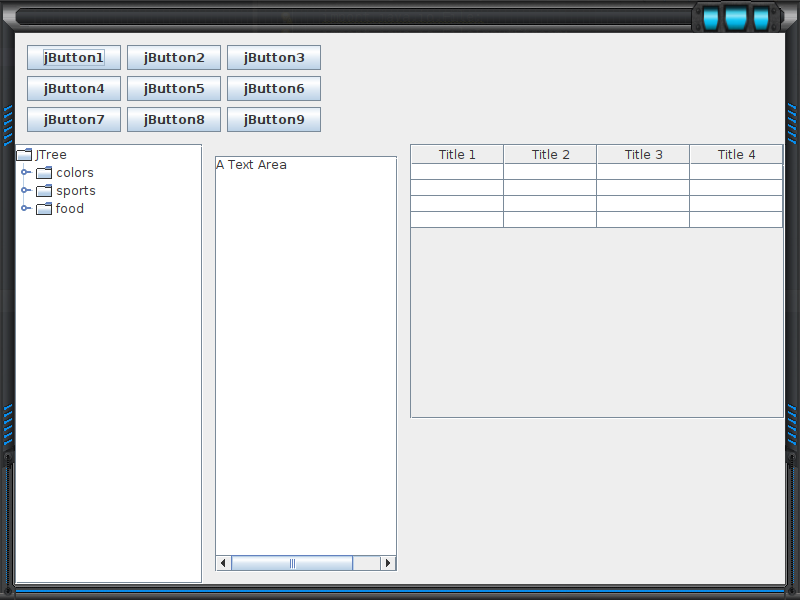 jButton1 jButton2 jButton3
jButton4 jButton5 jButton6
jButton7 jButton8 jButton9
JTree
colors
sports
food
A Text Area
Title 1 Title 2 Title 3 Title 4